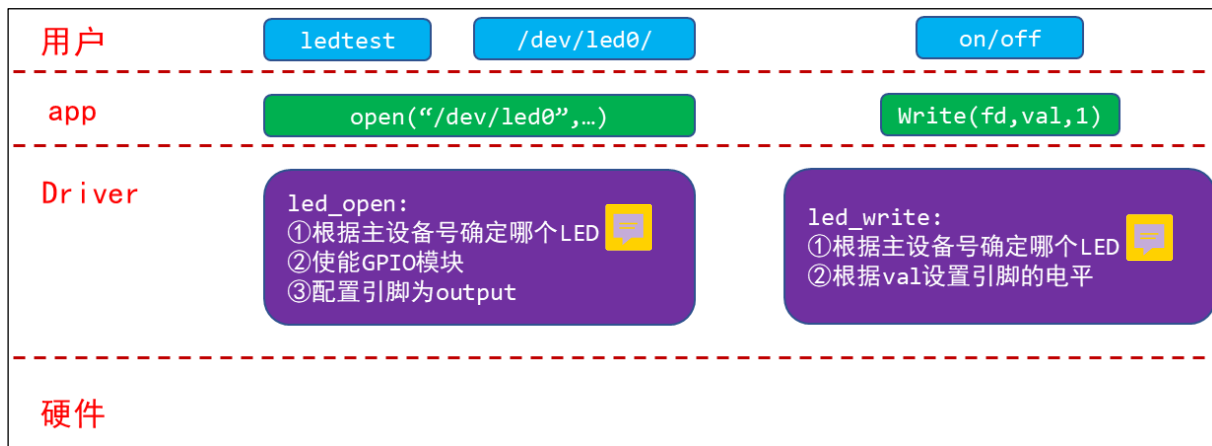 用户
ledtest
/dev/led0/
on/off
app
open(“/dev/led0”,…)
Write(fd,val,1)
Driver
led_open:
①根据主设备号确定哪个LED
②使能GPIO模块
③配置引脚为output
led_write:
①根据主设备号确定哪个LED
②根据val设置引脚的电平
硬件